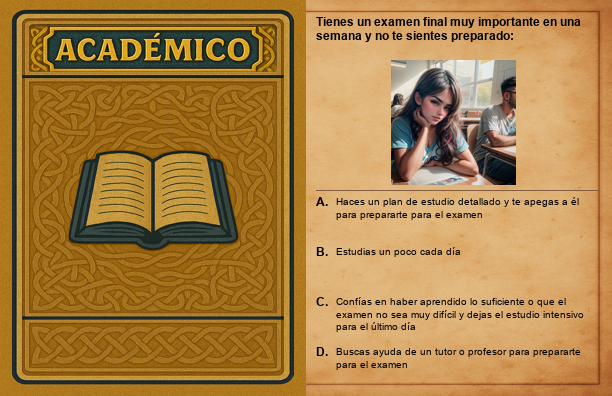 ACADÉMICO
Tienes un examen final muy importante en una
semana y no te sientes preparado:
A. Haces un plan de estudio detallado y te apegas a él
para prepararte para el examen
B. Estudias un poco cada día
C. Confías en haber aprendido lo suficiente o que el
examen no sea muy difícil y dejas el estudio intensivo
para el último día
D. Buscas ayuda de un tutor o profesor para prepararte
para el examen